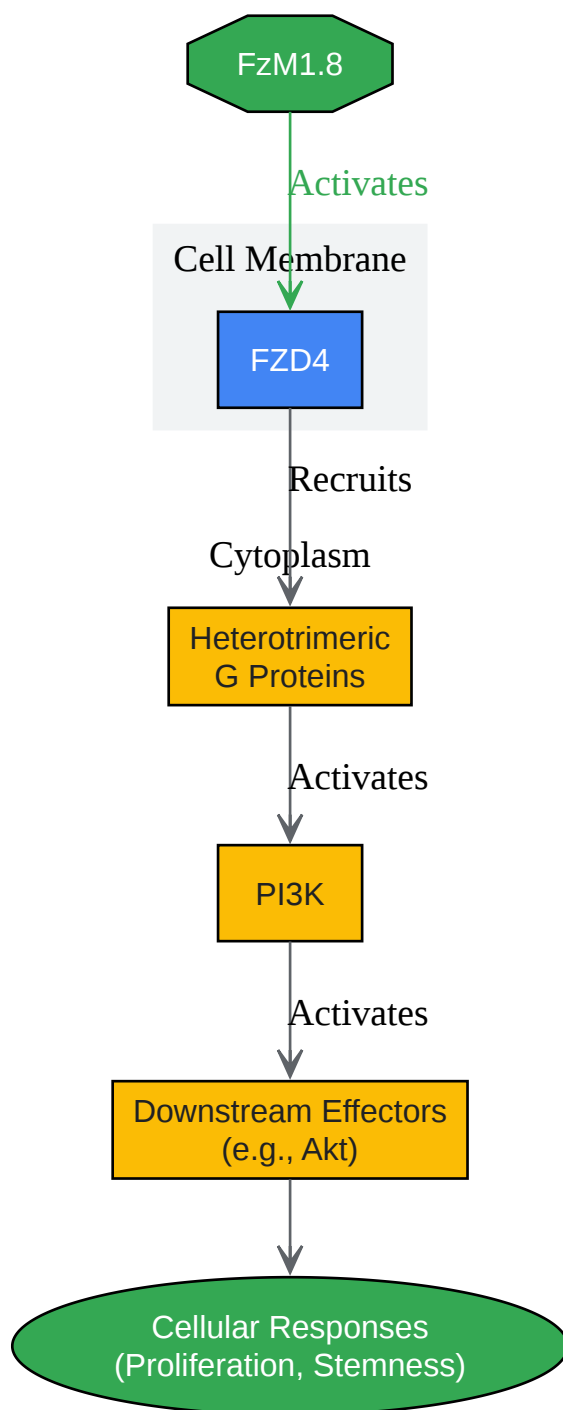 FzM1.8
Activates
Cell Membrane
FZD4
Recruits
Cytoplasm
Heterotrimeric
G Proteins
Activates
PI3K
Activates
Downstream Effectors
(e.g., Akt)
Cellular Responses
(Proliferation, Stemness)